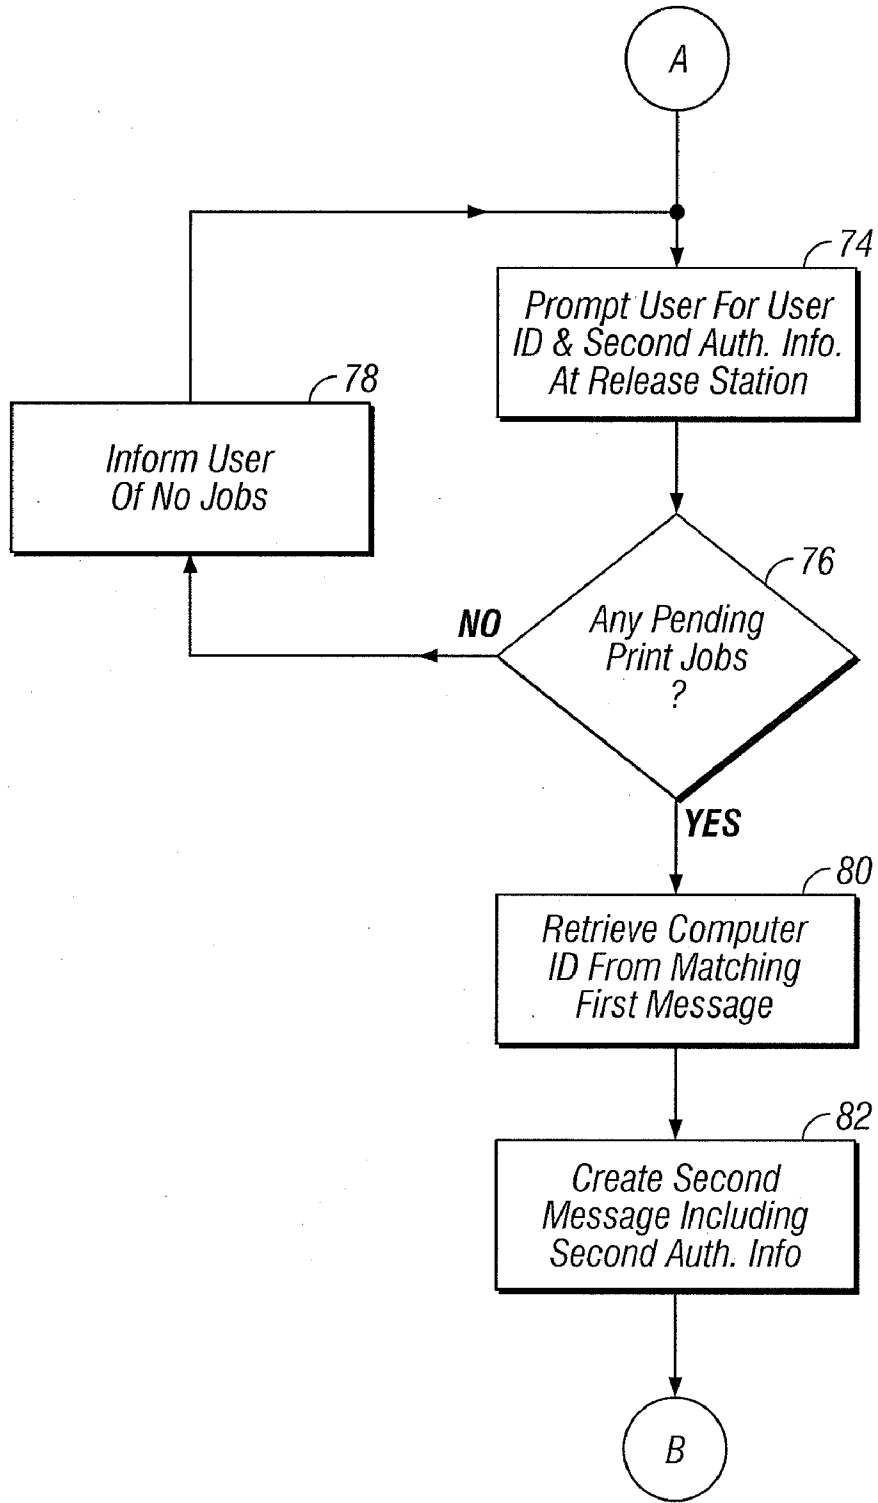 A
74
Prompt User For User
ID & Second Auth. Info.
At Release Station
78
Inform User
Of No Jobs
76
Any Pending
Print Jobs
?
NO
YES
80
Retrieve Computer
ID From Matching
First Message
82
Create Second
Message Including
Second Auth. Info
B